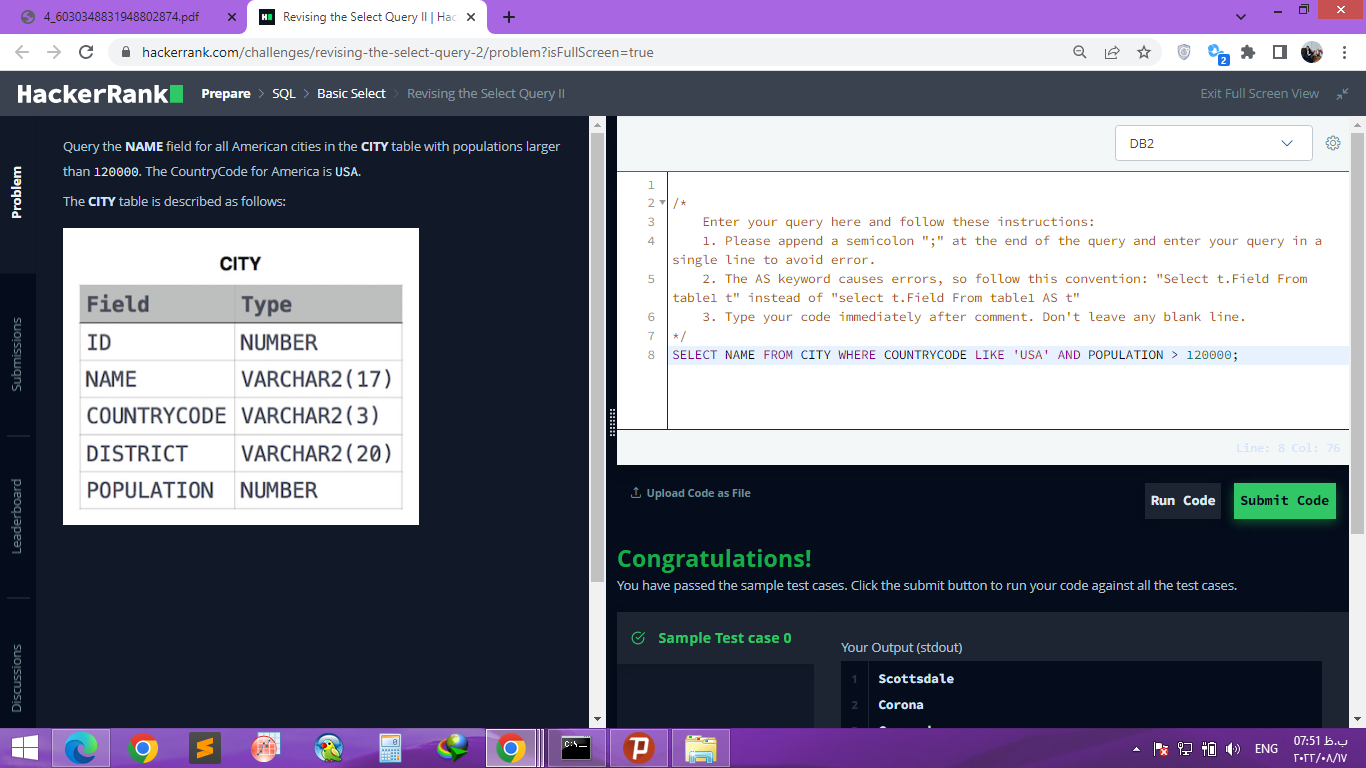 4_6030348831948802874.pdf
Revising the Select Query II | Hac
hackerrank.com/challenges/revising-the-select-query-2/problem?isFullScreen=true
2
HackerRank
Prepare > SQL > Basic Select > Revising the Select Query II
Exit Full Screen View
Problem
Submissions
Leaderboard
Discussions
Query the NAME field for all American cities in the CITY table with populations larger
than 120000. The CountryCode for America is USA.
The CITY table is described as follows:
CITY
Field Type
ID NUMBER
NAME VARCHAR2(17)
COUNTRYCODE VARCHAR2(3)
DISTRICT VARCHAR2(20)
POPULATION NUMBER
DB2
1
2 /*
3 Enter your query here and follow these instructions:
4 1. Please append a semicolon ";" at the end of the query and enter your query in a
single line to avoid error.
5 2. The AS keyword causes errors, so follow this convention: "Select t.Field From
table1 t" instead of "select t.Field From table1 AS t"
6 3. Type your code immediately after comment. Don't leave any blank line.
7 */
8 SELECT NAME FROM CITY WHERE COUNTRYCODE LIKE 'USA' AND POPULATION > 120000;
Line: 8 Col: 76
Upload Code as File
Run Code
Submit Code
Congratulations!
You have passed the sample test cases. Click the submit button to run your code against all the test cases.
Sample Test case 0
Your Output (stdout)
1 Scottsdale
2 Corona
ENG
07:51 ب.ظ
٢٠٢٢/٠٨/١٧